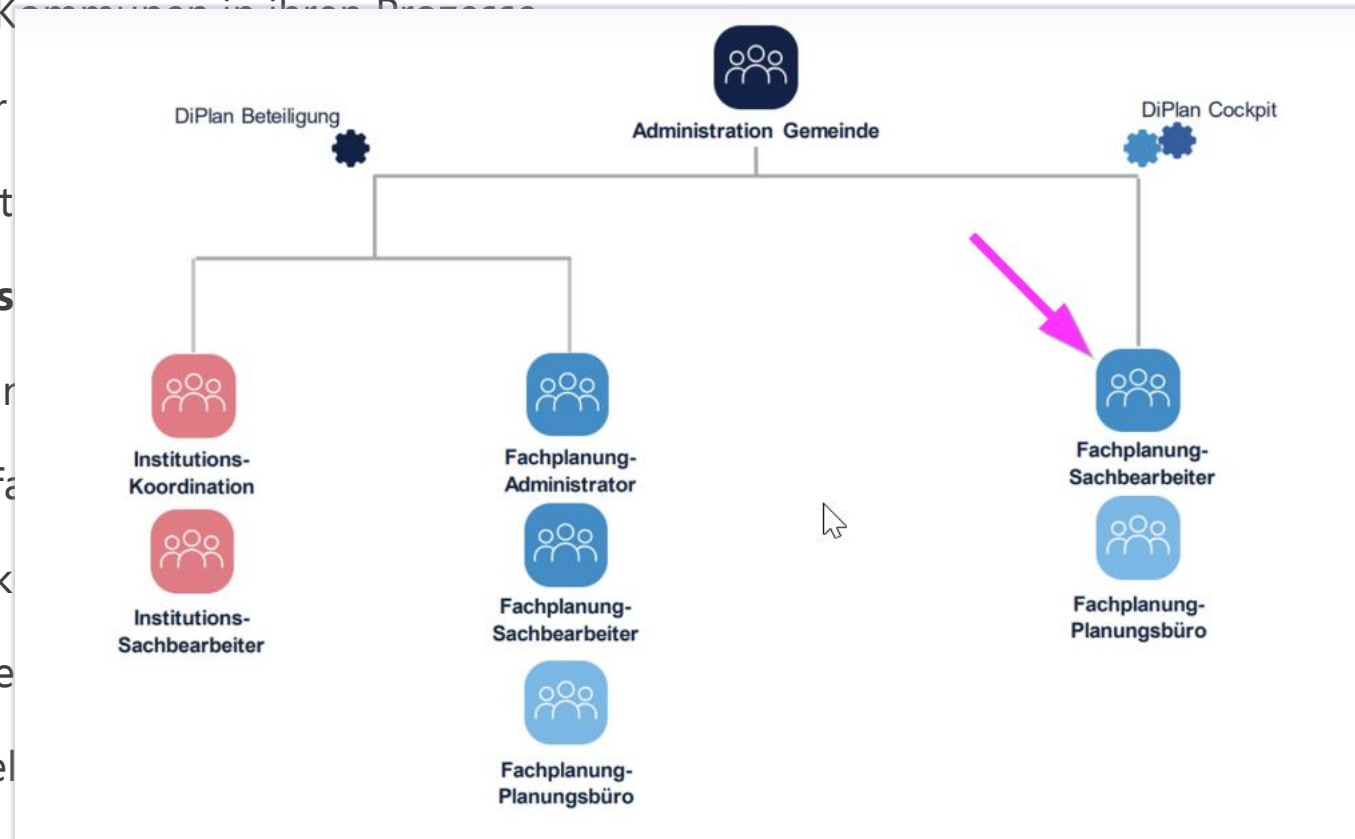 DiPlan Beteiligung
Administration Gemeinde
DiPlan Cockpit
Institutions-
Koordination
Institutions-
Sachbearbeiter
Fachplanung-
Administrator
Fachplanung-
Sachbearbeiter
Fachplanung-
Planungsbüro
Fachplanung-
Sachbearbeiter
Fachplanung-
Planungsbüro